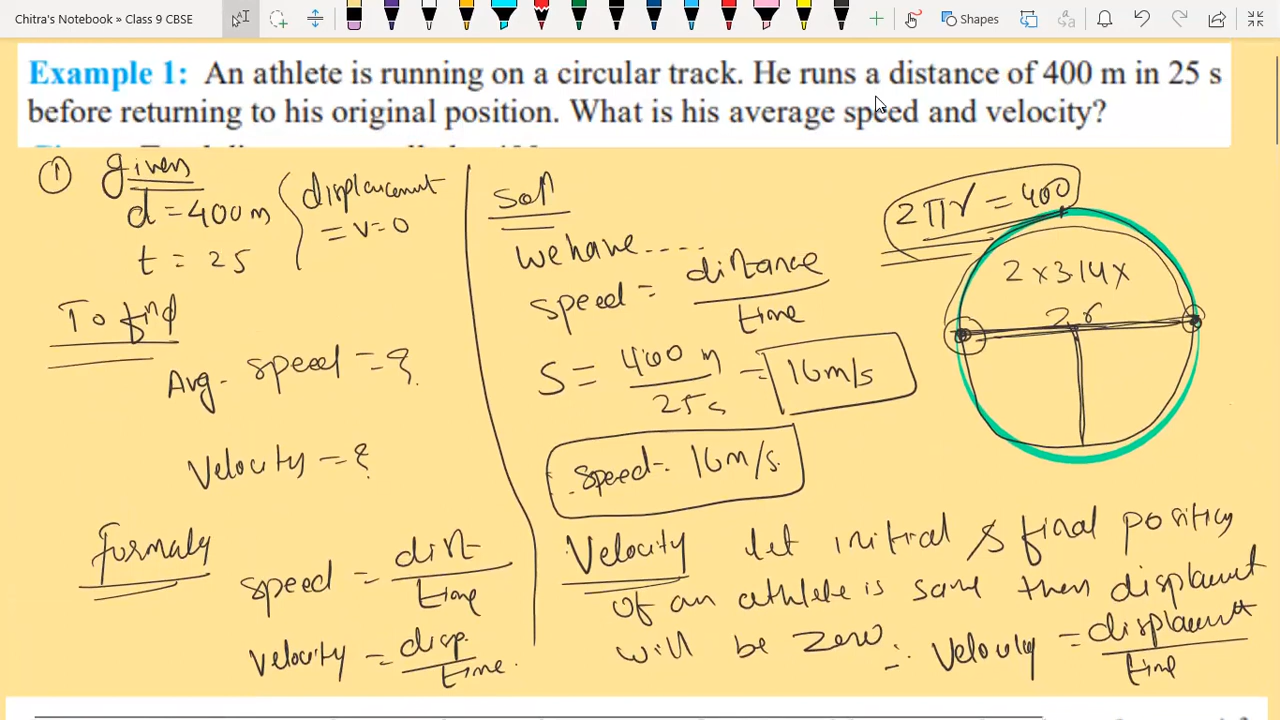 Chitra's Notebook » Class 9 CBSE
Shapes
Example 1: An athlete is running on a circular track. He runs a distance of 400 m in 25 s
before returning to his original position. What is his average speed and velocity?
① given
d = 400 m
t = 25
displacement
= v = 0
To find
Avg. speed = ?
Velocity = ?
formula
speed = dist / time
velocity = disp. / time.
Sol
we have ....
speed = distance / time
S = 400 m / 25 s = 16 m/s
speed = 16 m/s.
2πr = 400
2 x 3.14 x
2r
Velocity let initial & final position
of an athlete is same then displamt
will be zero ∴ Velocity = displamt / time